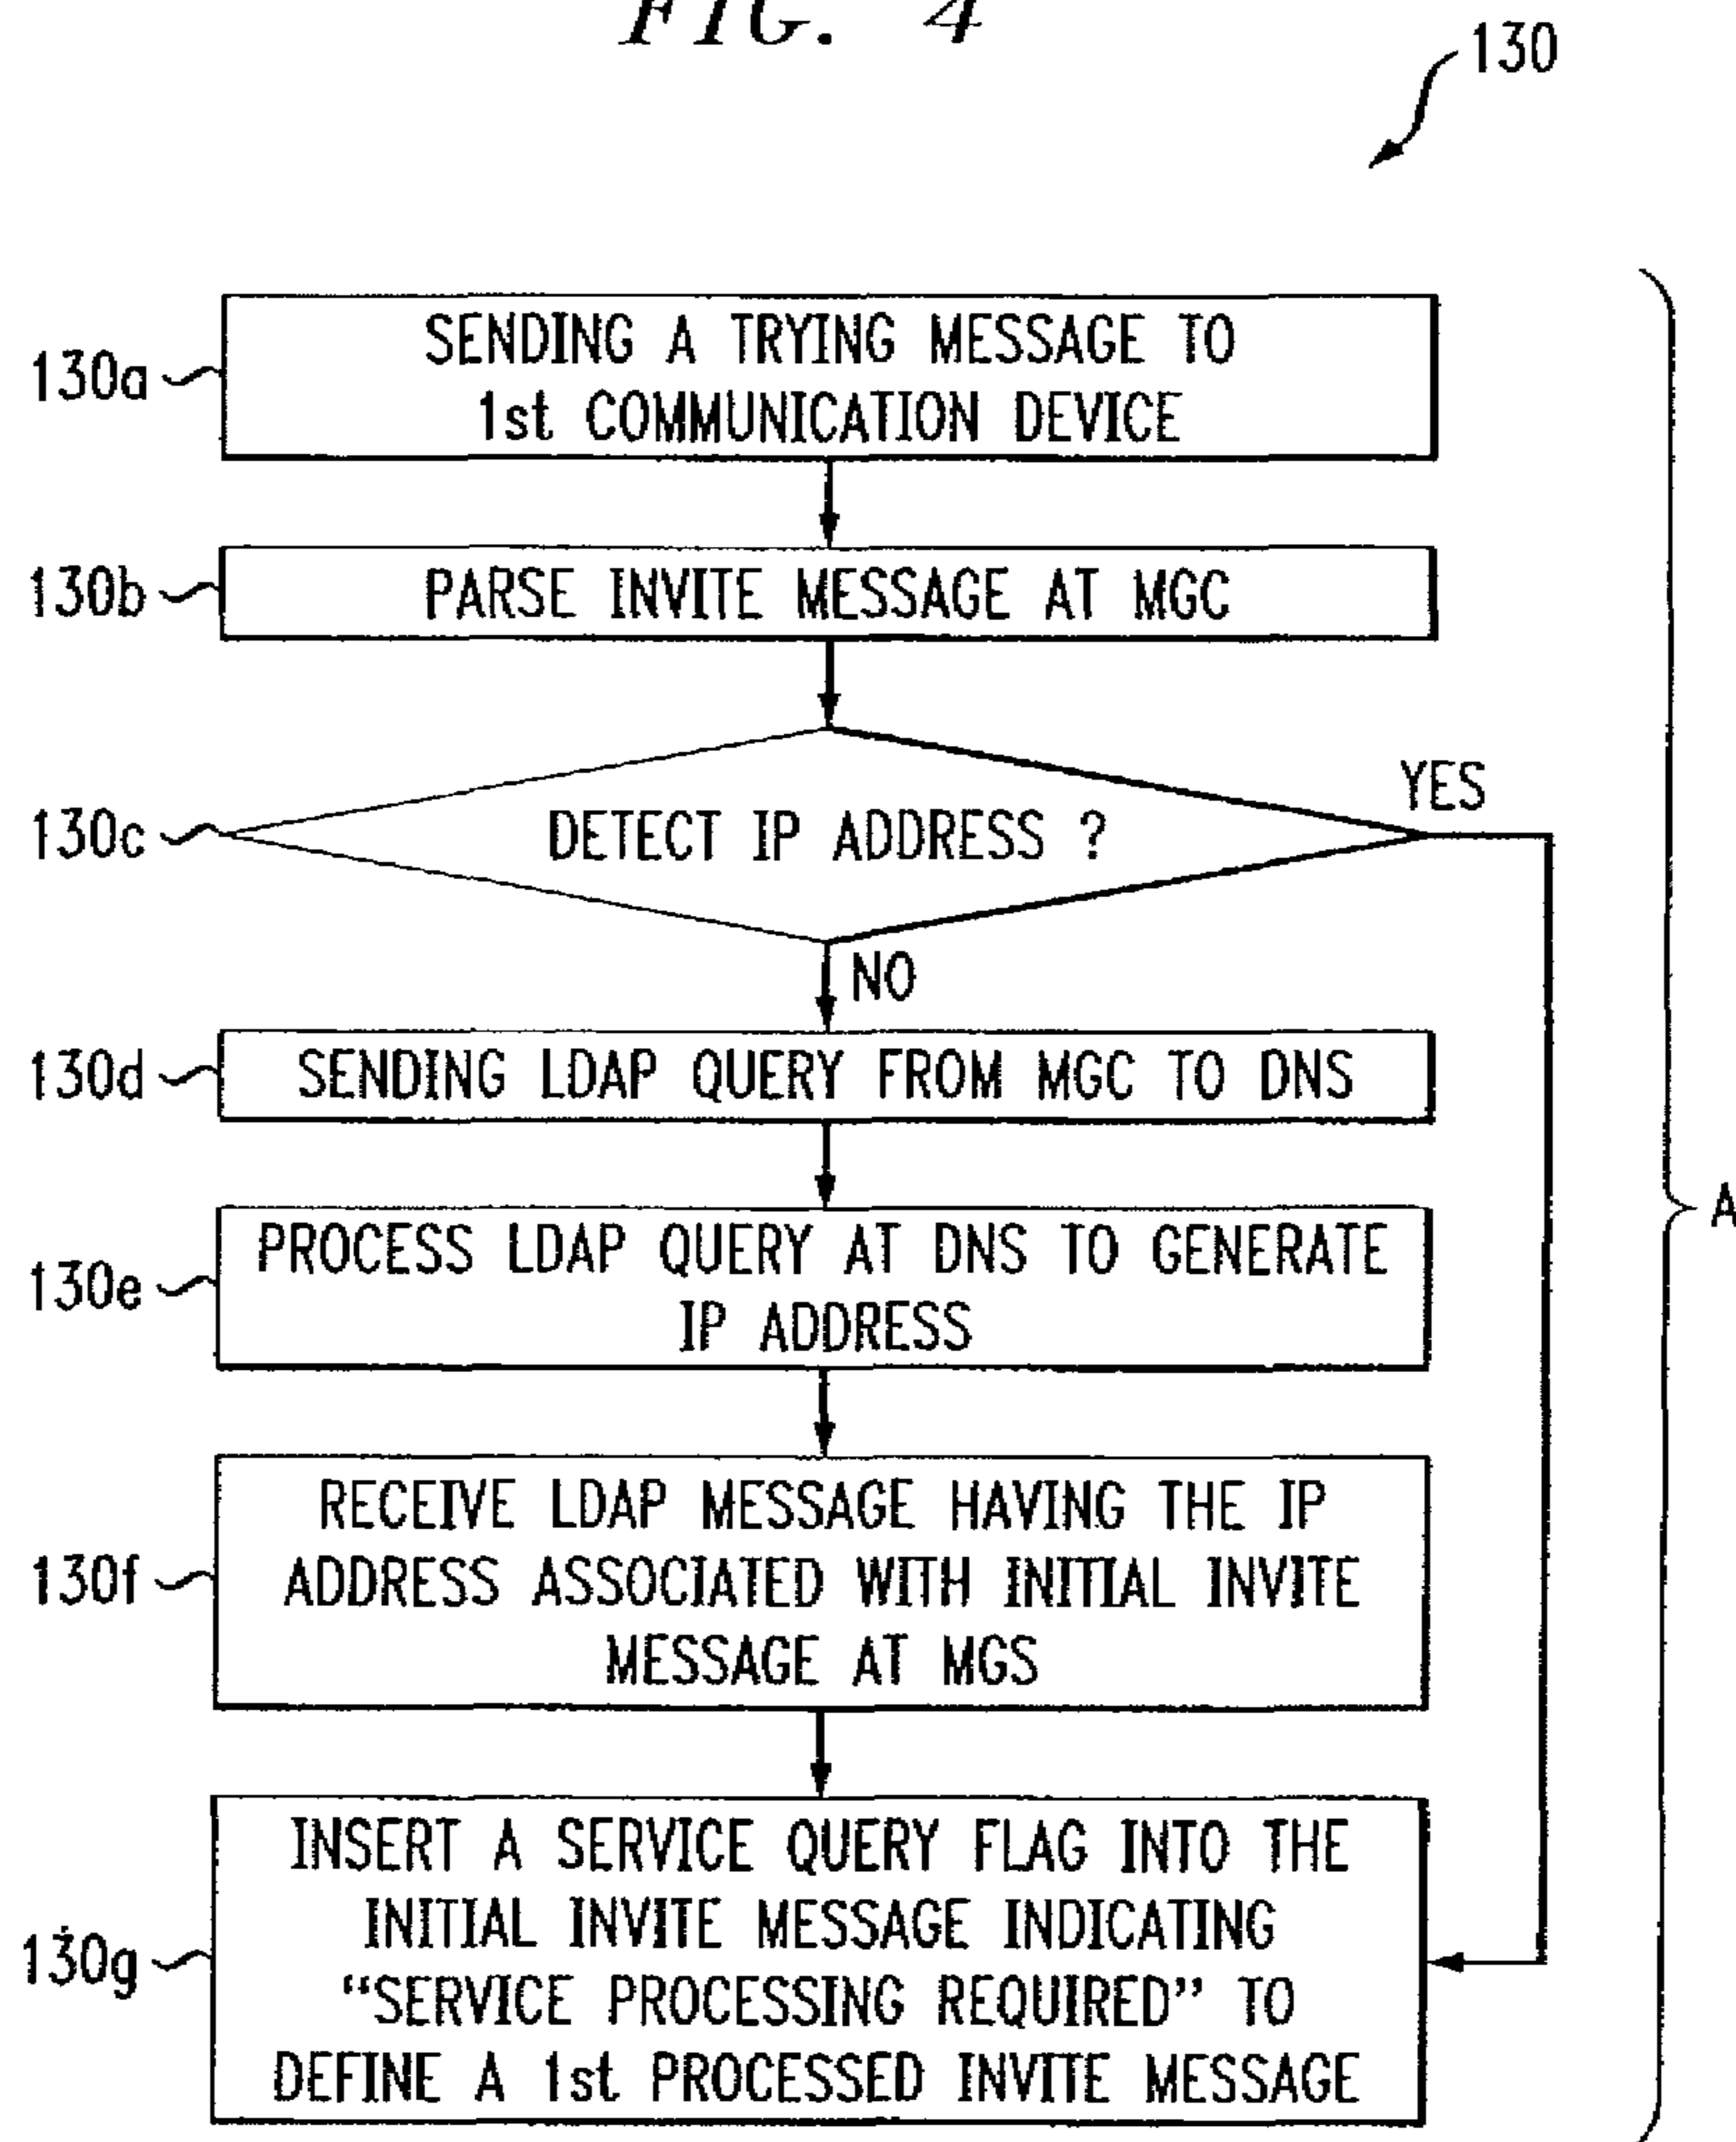 FIG. 4
130
130a
SENDING A TRYING MESSAGE TO
1st COMMUNICATION DEVICE
130b
PARSE INVITE MESSAGE AT MGC
130c
DETECT IP ADDRESS ?
YES
NO
130d
SENDING LDAP QUERY FROM MGC TO DNS
130e
PROCESS LDAP QUERY AT DNS TO GENERATE
IP ADDRESS
A
130f
RECEIVE LDAP MESSAGE HAVING THE IP
ADDRESS ASSOCIATED WITH INITIAL INVITE
MESSAGE AT MGS
130g
INSERT A SERVICE QUERY FLAG INTO THE
INITIAL INVITE MESSAGE INDICATING
“SERVICE PROCESSING REQUIRED” TO
DEFINE A 1st PROCESSED INVITE MESSAGE